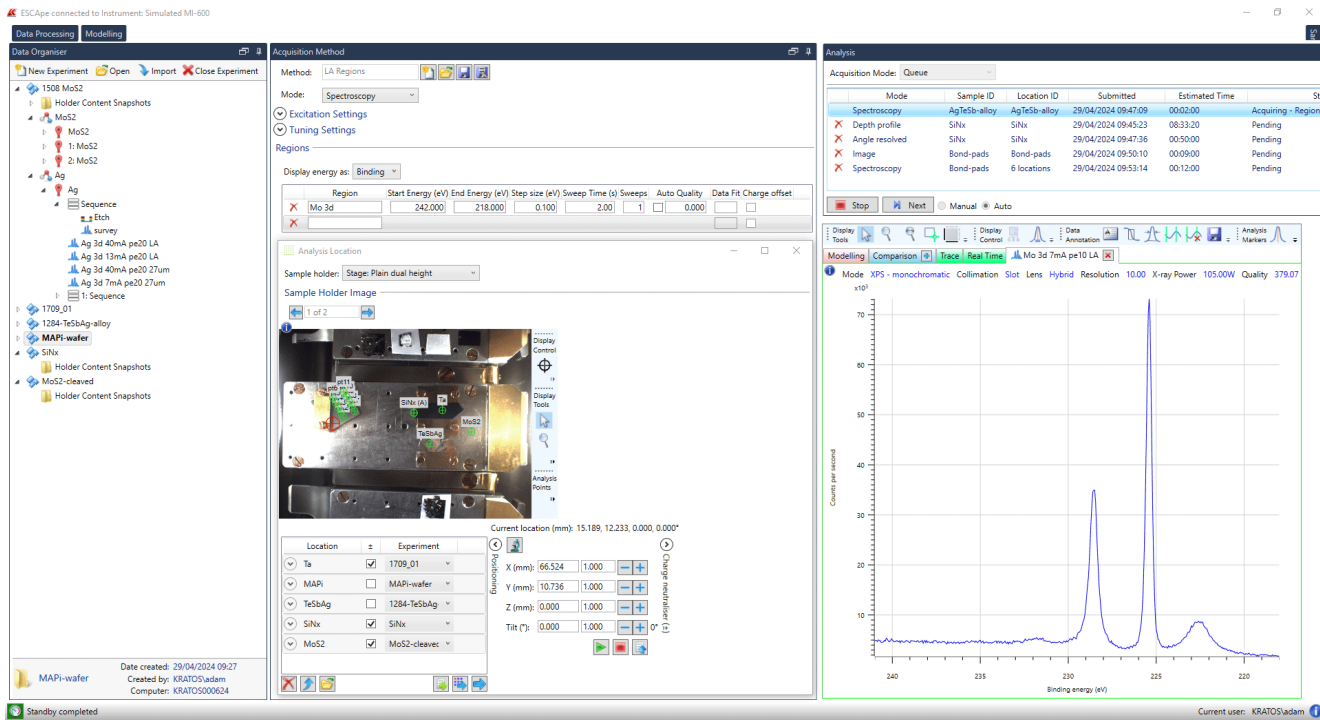 ESCApe connected to Instrument: Simulated MI-600
Data Processing Modelling
Data Organiser
New Experiment Open Import Close Experiment
1508 MoS2
Holder Content Snapshots
MoS2
MoS2
1: MoS2
2: MoS2
Ag
Ag
Sequence
Etch
survey
Ag 3d 40mA pe20 LA
Ag 3d 13mA pe20 LA
Ag 3d 40mA pe20 27um
Ag 3d 7mA pe20 27um
1: Sequence
1709_01
1284-TeSbAg-alloy
MAPi-wafer
SiNx
Holder Content Snapshots
MoS2-cleaved
Holder Content Snapshots
MAPi-wafer
Date created: 29/04/2024 09:27
Created by: KRATOS\adam
Computer: KRATOS000624
Standby completed
Acquisition Method
Method: LA Regions
Mode: Spectroscopy
Excitation Settings
Tuning Settings
Regions
Display energy as: Binding
Region Start Energy (eV) End Energy (eV) Step size (eV) Sweep Time (s) Sweeps Auto Quality Data Fit Charge offset
Mo 3d 242.000 218.000 0.100 2.00 1 0.000
Analysis Location
Sample holder: Stage: Plain dual height
Sample Holder Image
1 of 2
pt11
pt6
SiNx (A)
Ta
MoS2
TeSbAg
Display
Control
Display
Tools
Analysis
Points
Current location (mm): 15.189, 12.233, 0.000, 0.000°
Location ± Experiment
Ta 1709_01
MAPi MAPi-wafer
TeSbAg 1284-TeSbAg-
SiNx SiNx
MoS2 MoS2-cleavec
Positioning
X (mm): 66.524 1.000
Y (mm): 10.736 1.000
Z (mm): 0.000 1.000
Tilt (°): 0.000 1.000 0°
Charge neutraliser (±)
Analysis
Acquisition Mode: Queue
Mode Sample ID Location ID Submitted Estimated Time St
Spectroscopy AgTeSb-alloy AgTeSb-alloy 29/04/2024 09:47:09 00:02:00 Acquiring - Region
Depth profile SiNx SiNx 29/04/2024 09:45:23 08:33:20 Pending
Angle resolved SiNx SiNx 29/04/2024 09:47:36 00:50:00 Pending
Image Bond-pads Bond-pads 29/04/2024 09:50:10 00:09:00 Pending
Spectroscopy Bond-pads 6 locations 29/04/2024 09:53:14 00:12:00 Pending
Stop Next Manual Auto
Display
Tools
Display
Control
Data
Annotation
Analysis
Markers
Modelling Comparison Trace Real Time Mo 3d 7mA pe10 LA
Mode XPS - monochromatic Collimation Slot Lens Hybrid Resolution 10.00 X-ray Power 105.00W Quality 379.07
x10³
70
60
50
40
30
20
10
Counts per second
240 235 230 225 220
Binding energy (eV)
Current user: KRATOS\adam